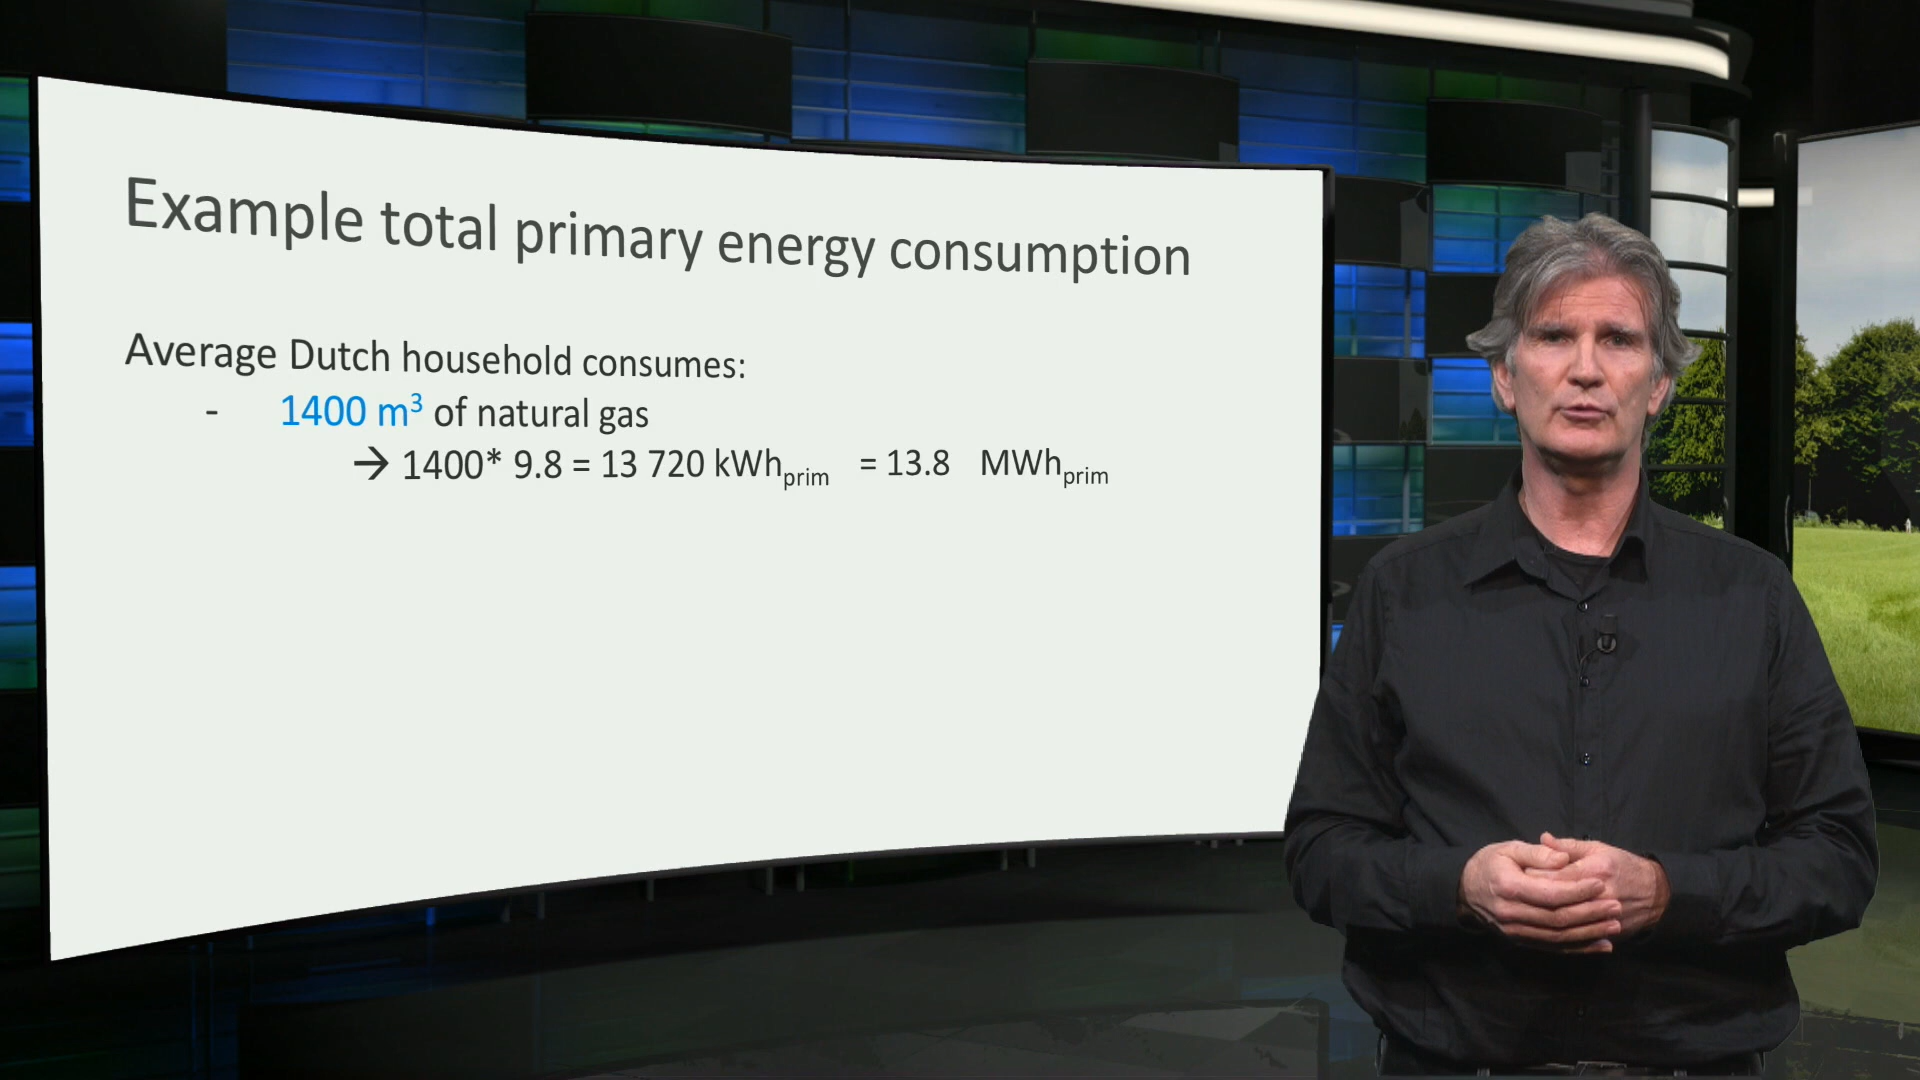 Example total primary energy consumption
Average Dutch household consumes:
- 1400 m³ of natural gas
→ 1400* 9.8 = 13 720 kWhprim = 13.8 MWhprim